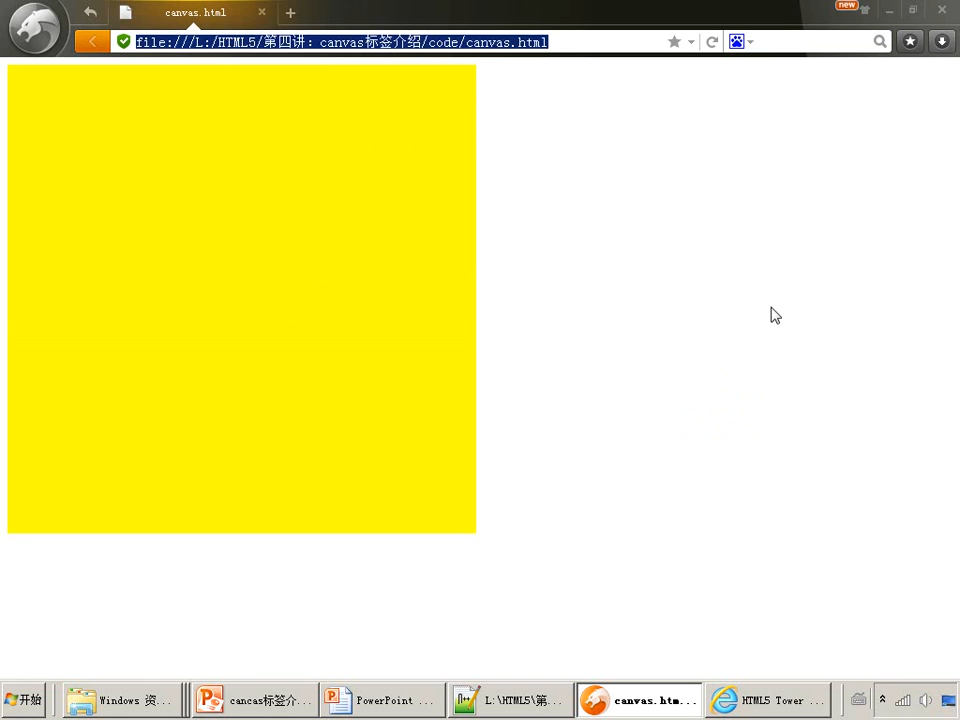 canvas.html
new
file:///L:/HTML5/第四讲: canvas标签介绍/code/canvas.html
开始
Windows 资...
cancas标签介...
PowerPoint ...
L:\HTML5\第...
canvas.htm...
HTML5 Tower ...